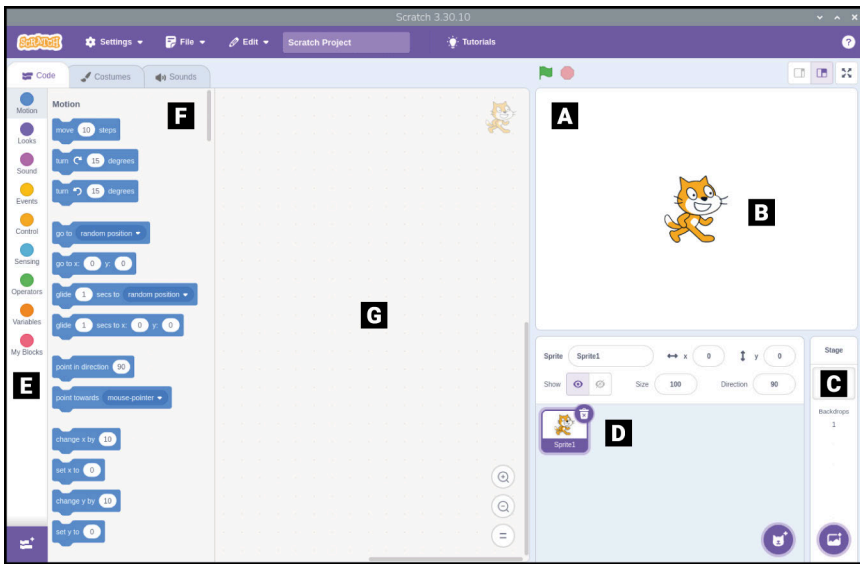 Scratch 3.30.10
SCRATCH Settings File Edit Scratch Project Tutorials ?
Code Costumes Sounds
Motion
Looks
Sound
Events
Control
Sensing
Operators
Variables
My Blocks
E
Motion
F
move 10 steps
turn 15 degrees
turn 15 degrees
go to random position
go to x: 0 y: 0
glide 1 secs to random position
glide 1 secs to x: 0 y: 0
point in direction 90
point towards mouse-pointer
change x by 10
set x to 0
change y by 10
set y to 0
G
A
B
Sprite Sprite1 x 0 y 0
Show Size 100 Direction 90
Sprite1
D
Stage
C
Backdrops
1